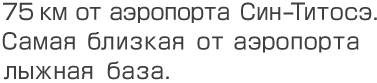 75 км от аэропорта Син-Титосэ.
Самая близкая от аэропорта
лыжная база.